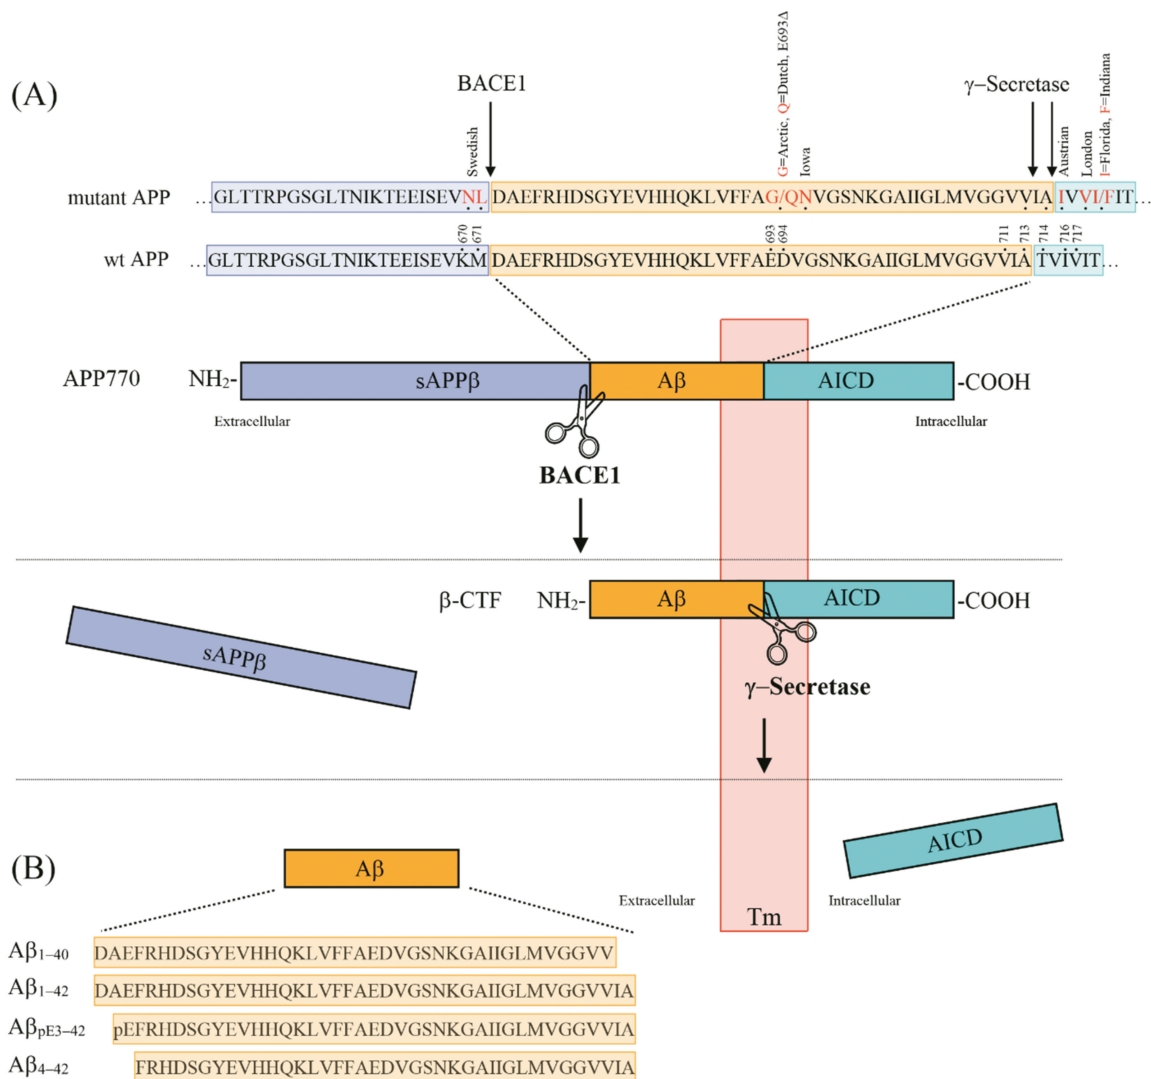 (A)
BACE1
γ–Secretase
Swedish
G=Arctic, Q=Dutch, E693Δ
Iowa
Austrian
London
I=Florida, F=Indiana
mutant APP
...GLTTRPGSGLTNIKTEEISEVNL DAEFRHDSGYEVHHQKLVFFAG/QNVGSNKGAIIGLMVGGVVIA IVVI/FIT...
670 671 693 694 711 713 714 716 717
wt APP
...GLTTRPGSGLTNIKTEEISEVKM DAEFRHDSGYEVHHQKLVFFAEDVGSNKGAIIGLMVGGVVIA TVIVIT...
APP770 NH2- sAPPβ Aβ AICD -COOH
Extracellular Intracellular
BACE1
β-CTF NH2- Aβ AICD -COOH
sAPPβ
γ–Secretase
AICD
(B)
Aβ
Extracellular Intracellular
Tm
Aβ1–40 DAEFRHDSGYEVHHQKLVFFAEDVGSNKGAIIGLMVGGVV
Aβ1–42 DAEFRHDSGYEVHHQKLVFFAEDVGSNKGAIIGLMVGGVVIA
AβpE3–42 pEFRHDSGYEVHHQKLVFFAEDVGSNKGAIIGLMVGGVVIA
Aβ4–42 FRHDSGYEVHHQKLVFFAEDVGSNKGAIIGLMVGGVVIA